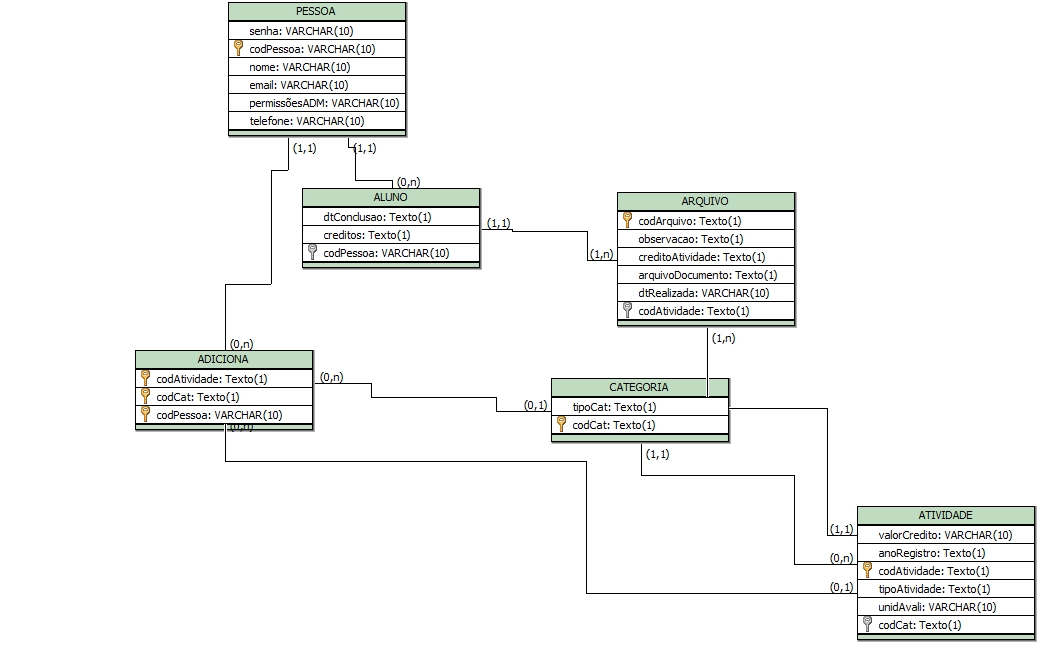 PESSOA
senha: VARCHAR(10)
codPessoa: VARCHAR(10)
nome: VARCHAR(10)
email: VARCHAR(10)
permissõesADM: VARCHAR(10)
telefone: VARCHAR(10)
(1,1)
(1,1)
(0,n)
ALUNO
dtConclusao: Texto(1)
creditos: Texto(1)
codPessoa: VARCHAR(10)
(1,1)
(1,n)
ARQUIVO
codArquivo: Texto(1)
observacao: Texto(1)
creditoAtividade: Texto(1)
arquivoDocumento: Texto(1)
dtRealizada: VARCHAR(10)
codAtividade: Texto(1)
(1,n)
(0,n)
ADICIONA
codAtividade: Texto(1)
codCat: Texto(1)
codPessoa: VARCHAR(10)
(0,n)
(0,n)
(0,1)
CATEGORIA
tipoCat: Texto(1)
codCat: Texto(1)
(1,1)
(1,1)
(0,n)
(0,1)
ATIVIDADE
valorCredito: VARCHAR(10)
anoRegistro: Texto(1)
codAtividade: Texto(1)
tipoAtividade: Texto(1)
unidAvali: VARCHAR(10)
codCat: Texto(1)